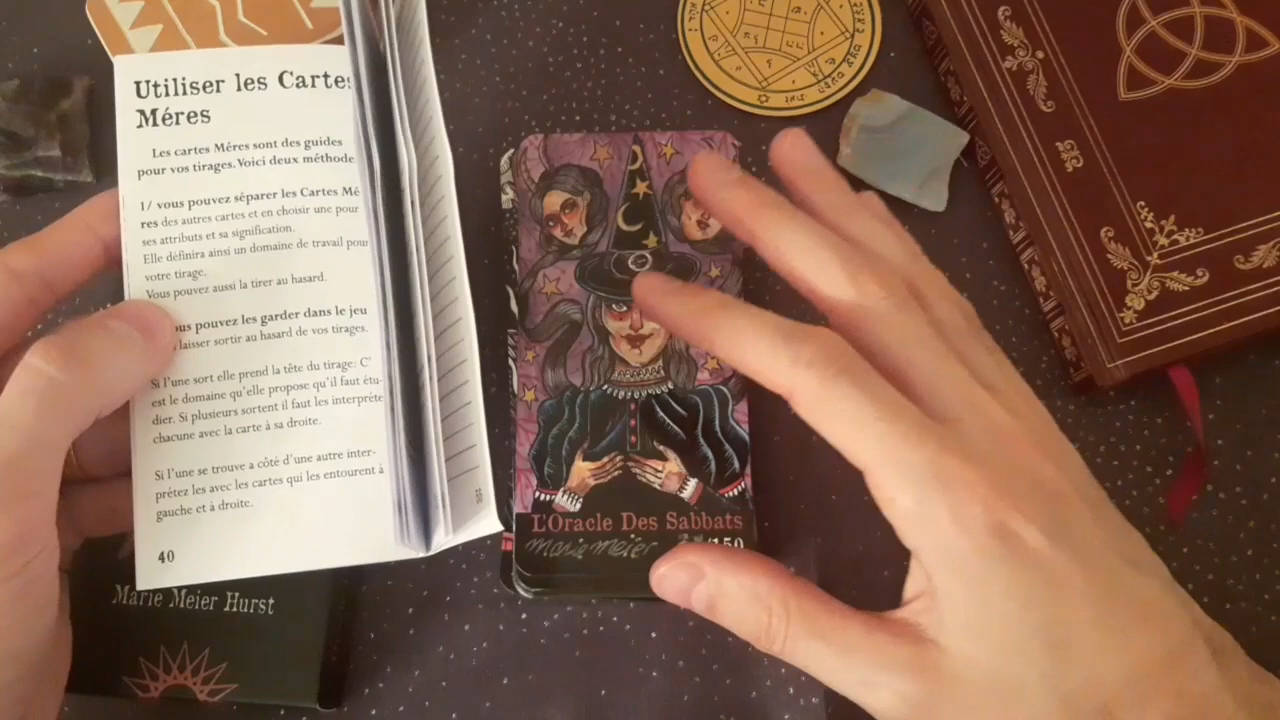 Utiliser les Cartes
Méres
Les cartes Méres sont des guides
pour vos tirages. Voici deux méthode
1/ vous pouvez séparer les Cartes Mé
res des autres cartes et en choisir une pour
ses attributs et sa signification.
Elle définira ainsi un domaine de travail pour
votre tirage.
Vous pouvez aussi la tirer au hasard.
ous pouvez les garder dans le jeu
laisser sortir au hasard de vos tirages.
Si l'une sort elle prend la tête du tirage: C'
est le domaine qu'elle propose qu'il faut étu-
dier. Si plusieurs sortent il faut les interpréte
chacune avec la carte à sa droite.
Si l'une se trouve a côté d'une autre inter-
prétez les avec les cartes qui les entourent à
gauche et à droite.
40
Marie Meier Hurst
L'Oracle Des Sabbats
Marie Meier /150